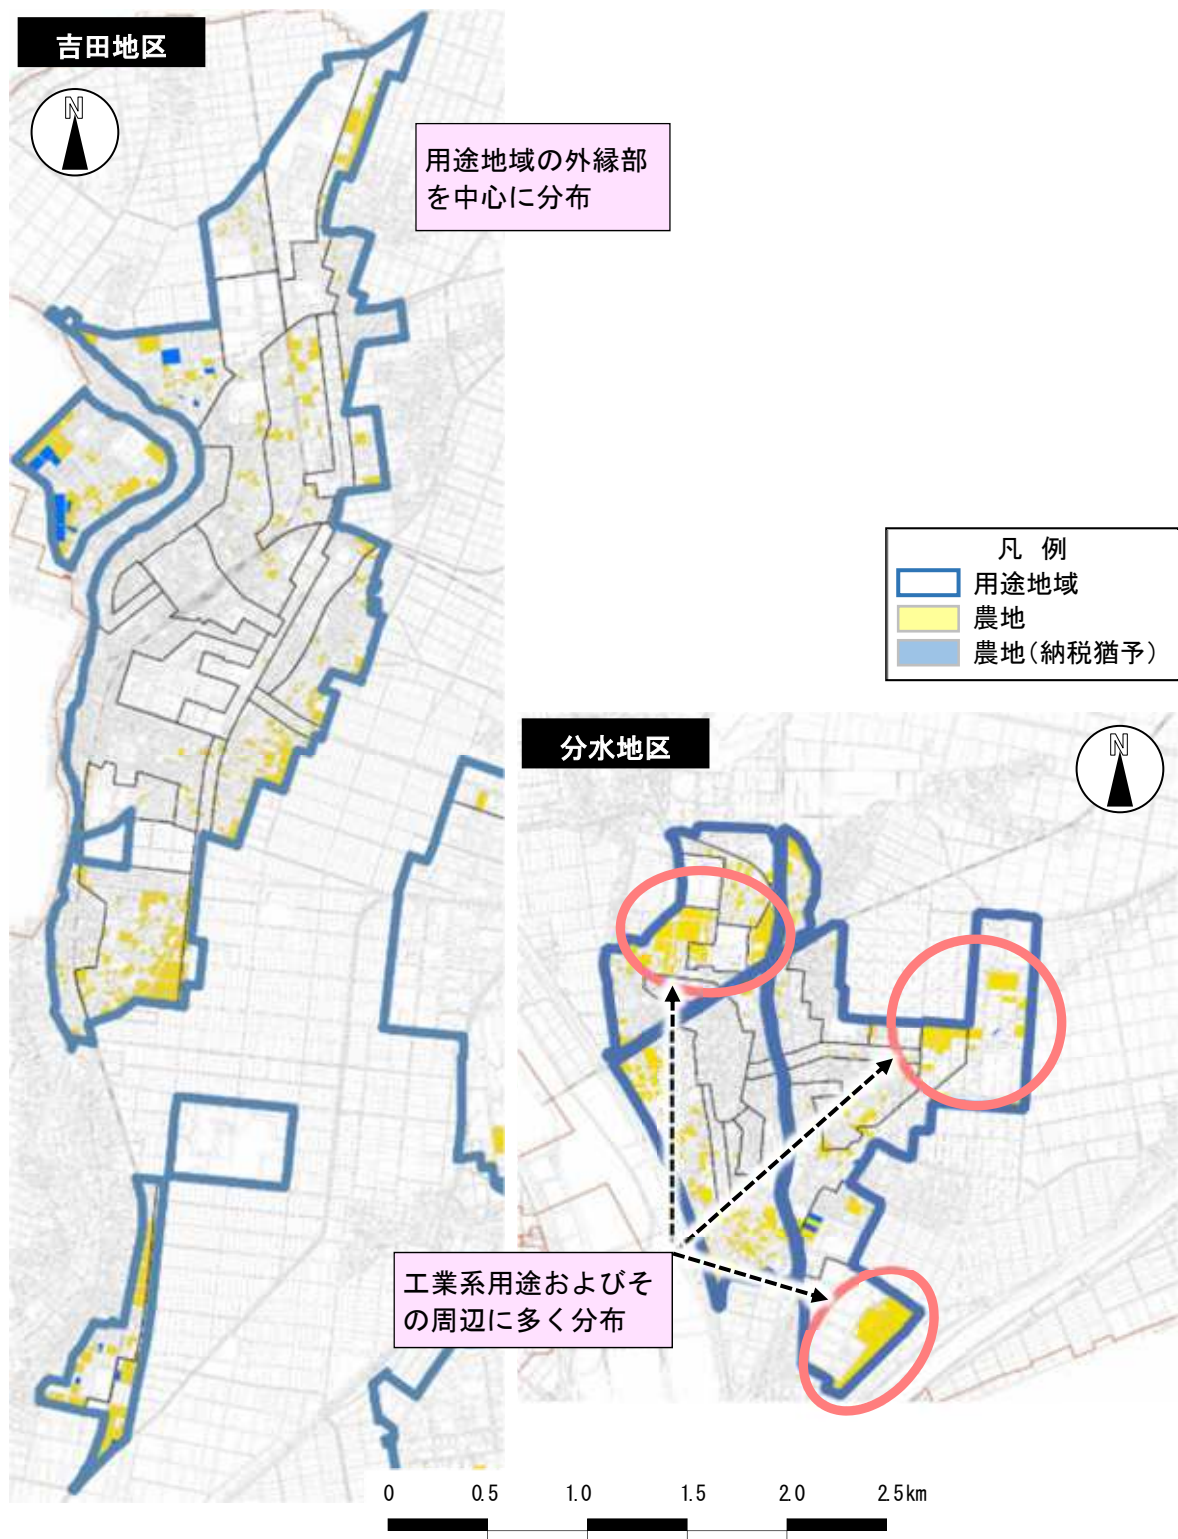 吉田地区
N
用途地域の外縁部
を中心に分布
凡 例
用途地域
農地
農地(納税猶予)
分水地区
N
工業系用途およびそ
の周辺に多く分布
0 0.5 1.0 1.5 2.0 2.5km